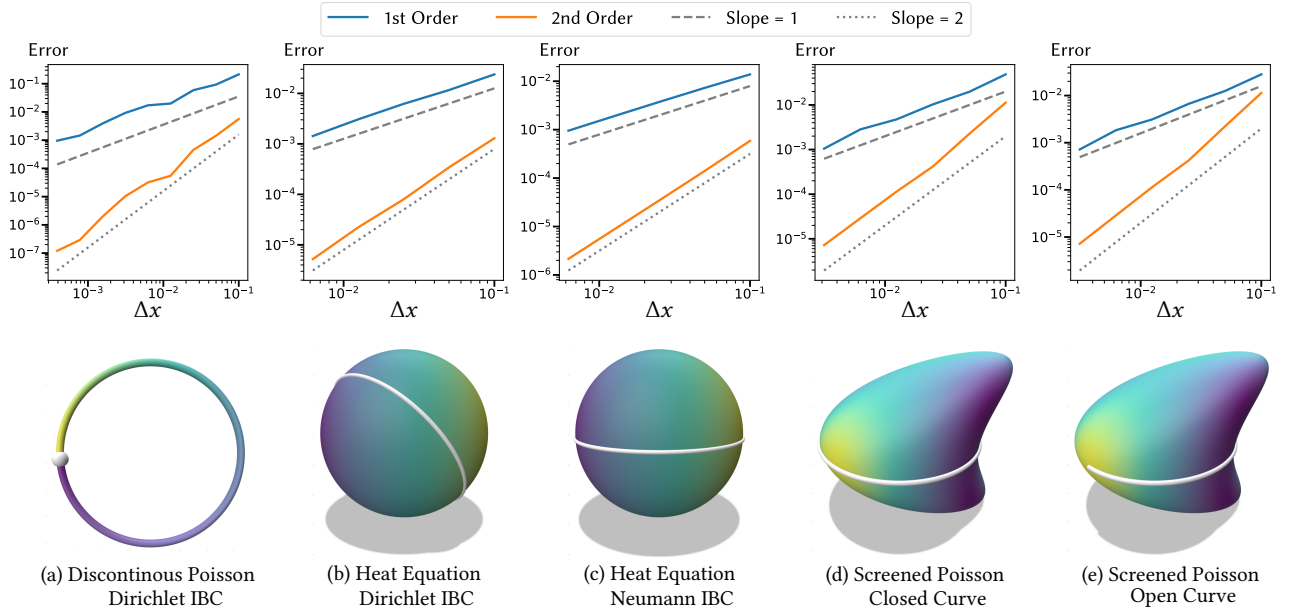 1st Order 2nd Order Slope = 1 Slope = 2
Error Error Error Error Error
10⁻¹ 10⁻² 10⁻³ 10⁻⁴ 10⁻⁵ 10⁻⁶ 10⁻⁷
10⁻³ 10⁻² 10⁻¹
Δx
10⁻² 10⁻³ 10⁻⁴ 10⁻⁵
10⁻² 10⁻¹
Δx
10⁻² 10⁻³ 10⁻⁴ 10⁻⁵ 10⁻⁶
10⁻² 10⁻¹
Δx
10⁻² 10⁻³ 10⁻⁴ 10⁻⁵
10⁻² 10⁻¹
Δx
10⁻² 10⁻³ 10⁻⁴ 10⁻⁵
10⁻² 10⁻¹
Δx
(a) Discontinous Poisson
Dirichlet IBC
(b) Heat Equation
Dirichlet IBC
(c) Heat Equation
Neumann IBC
(d) Screened Poisson
Closed Curve
(e) Screened Poisson
Open Curve